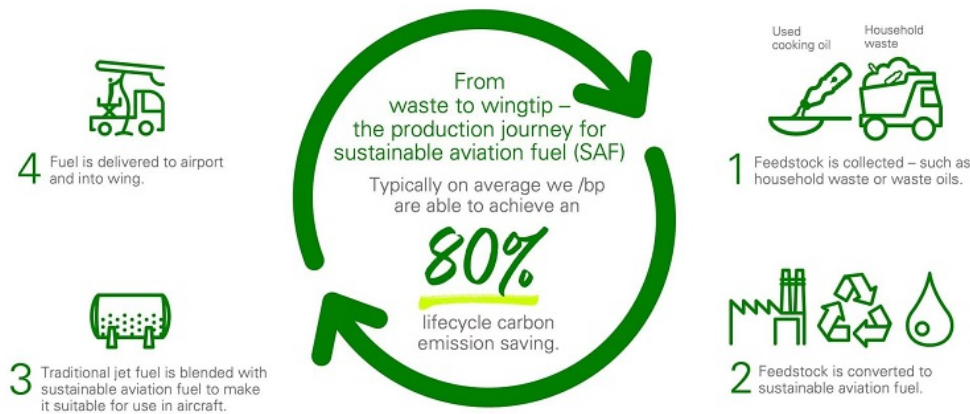 From
waste to wingtip –
the production journey for
sustainable aviation fuel (SAF)
Typically on average we /bp
are able to achieve an
80%
lifecycle carbon
emission saving.
Used
cooking oil
Household
waste
1 Feedstock is collected – such as
household waste or waste oils.
2 Feedstock is converted to
sustainable aviation fuel.
3 Traditional jet fuel is blended with
sustainable aviation fuel to make
it suitable for use in aircraft.
4 Fuel is delivered to airport
and into wing.